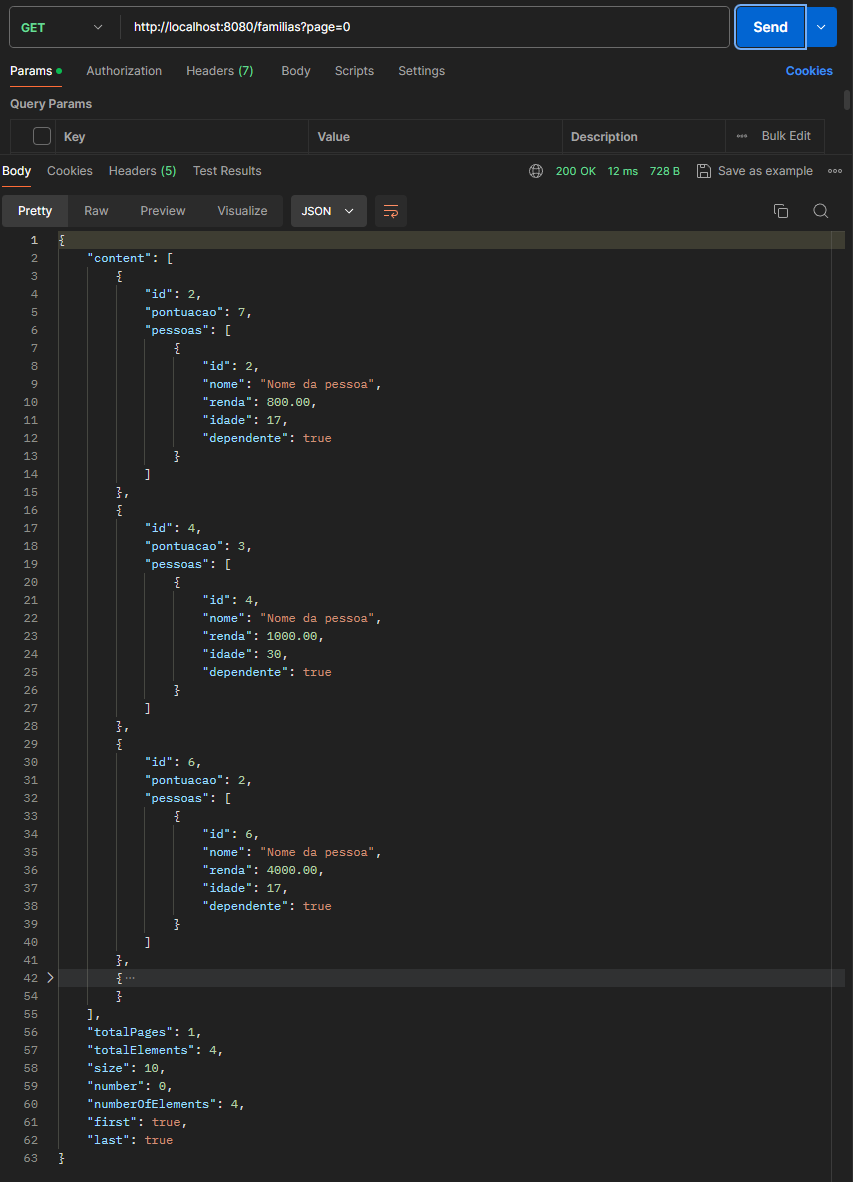 GET http://localhost:8080/familias?page=0 Send
Params Authorization Headers (7) Body Scripts Settings Cookies
Query Params
Key Value Description Bulk Edit
Body Cookies Headers (5) Test Results 200 OK 12 ms 728 B Save as example
Pretty Raw Preview Visualize JSON
1 {
2 "content": [
3 {
4 "id": 2,
5 "pontuacao": 7,
6 "pessoas": [
7 {
8 "id": 2,
9 "nome": "Nome da pessoa",
10 "renda": 800.00,
11 "idade": 17,
12 "dependente": true
13 }
14 ]
15 },
16 {
17 "id": 4,
18 "pontuacao": 3,
19 "pessoas": [
20 {
21 "id": 4,
22 "nome": "Nome da pessoa",
23 "renda": 1000.00,
24 "idade": 30,
25 "dependente": true
26 }
27 ]
28 },
29 {
30 "id": 6,
31 "pontuacao": 2,
32 "pessoas": [
33 {
34 "id": 6,
35 "nome": "Nome da pessoa",
36 "renda": 4000.00,
37 "idade": 17,
38 "dependente": true
39 }
40 ]
41 },
42 { ⋯
54 }
55 ],
56 "totalPages": 1,
57 "totalElements": 4,
58 "size": 10,
59 "number": 0,
60 "numberOfElements": 4,
61 "first": true,
62 "last": true
63 }